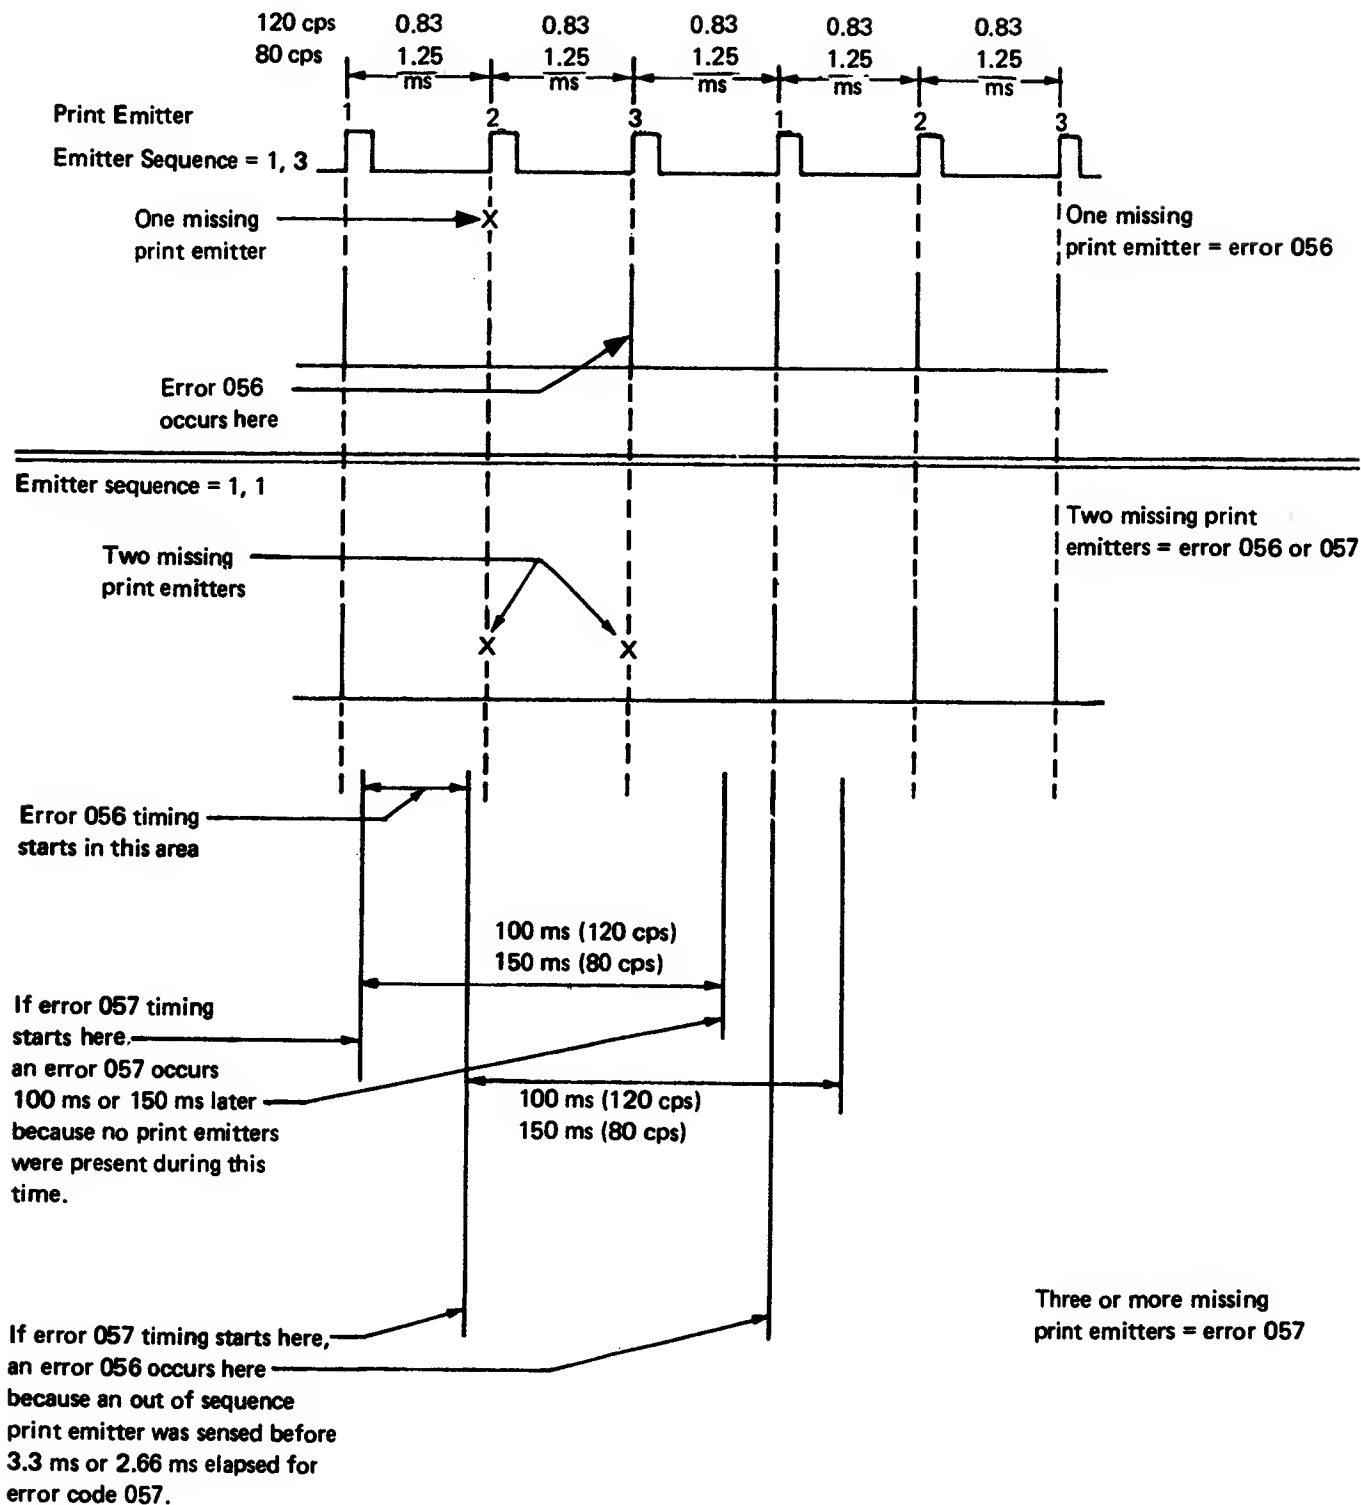 120 cps 0.83 0.83 0.83 0.83 0.83
80 cps 1.25 1.25 1.25 1.25 1.25
ms ms ms ms ms
Print Emitter
1 2 3 1 2 3
Emitter Sequence = 1, 3
One missing
print emitter
One missing
print emitter = error 056
X
Error 056
occurs here
Emitter sequence = 1, 1
Two missing print
emitters = error 056 or 057
Two missing
print emitters
X X
Error 056 timing
starts in this area
100 ms (120 cps)
150 ms (80 cps)
If error 057 timing
starts here,
an error 057 occurs
100 ms or 150 ms later
because no print emitters
were present during this
time.
100 ms (120 cps)
150 ms (80 cps)
Three or more missing
print emitters = error 057
If error 057 timing starts here,
an error 056 occurs here
because an out of sequence
print emitter was sensed before
3.3 ms or 2.66 ms elapsed for
error code 057.